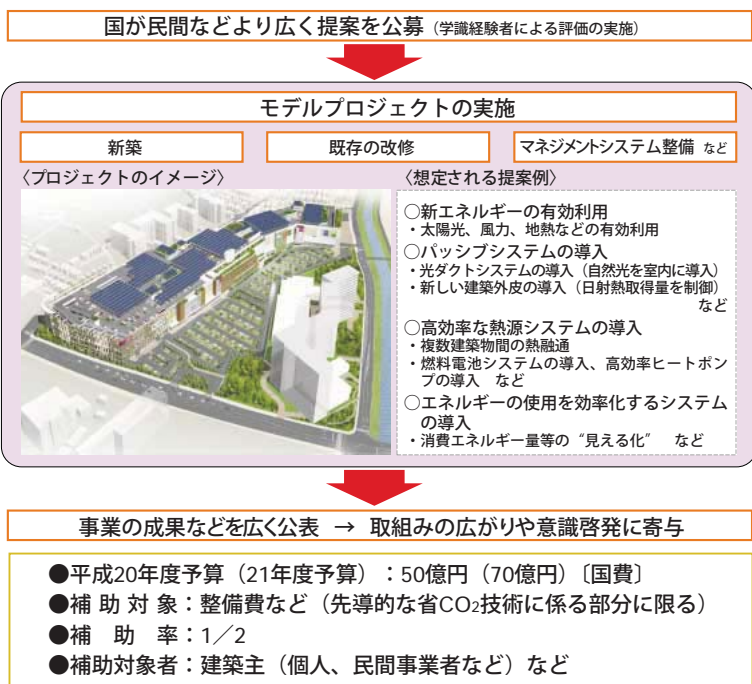 国が民間などより広く提案を公募（学識経験者による評価の実施）
モデルプロジェクトの実施
新築
既存の改修
マネジメントシステム整備 など
〈プロジェクトのイメージ〉
〈想定される提案例〉
○新エネルギーの有効利用
・太陽光、風力、地熱などの有効利用
○パッシブシステムの導入
・光ダクトシステムの導入（自然光を室内に導入）
・新しい建築外皮の導入（日射熱取得量を制御）
など
○高効率な熱源システムの導入
・複数建築物間の熱融通
・燃料電池システムの導入、高効率ヒートポン
プの導入　など
○エネルギーの使用を効率化するシステム
の導入
・消費エネルギー量等の“見える化”　など
事業の成果などを広く公表 → 取組みの広がりや意識啓発に寄与
●平成20年度予算（21年度予算）：50億円（70億円）〔国費〕
●補助対象：整備費など（先導的な省CO₂技術に係る部分に限る）
●補　助　率：1／2
●補助対象者：建築主（個人、民間事業者など）など